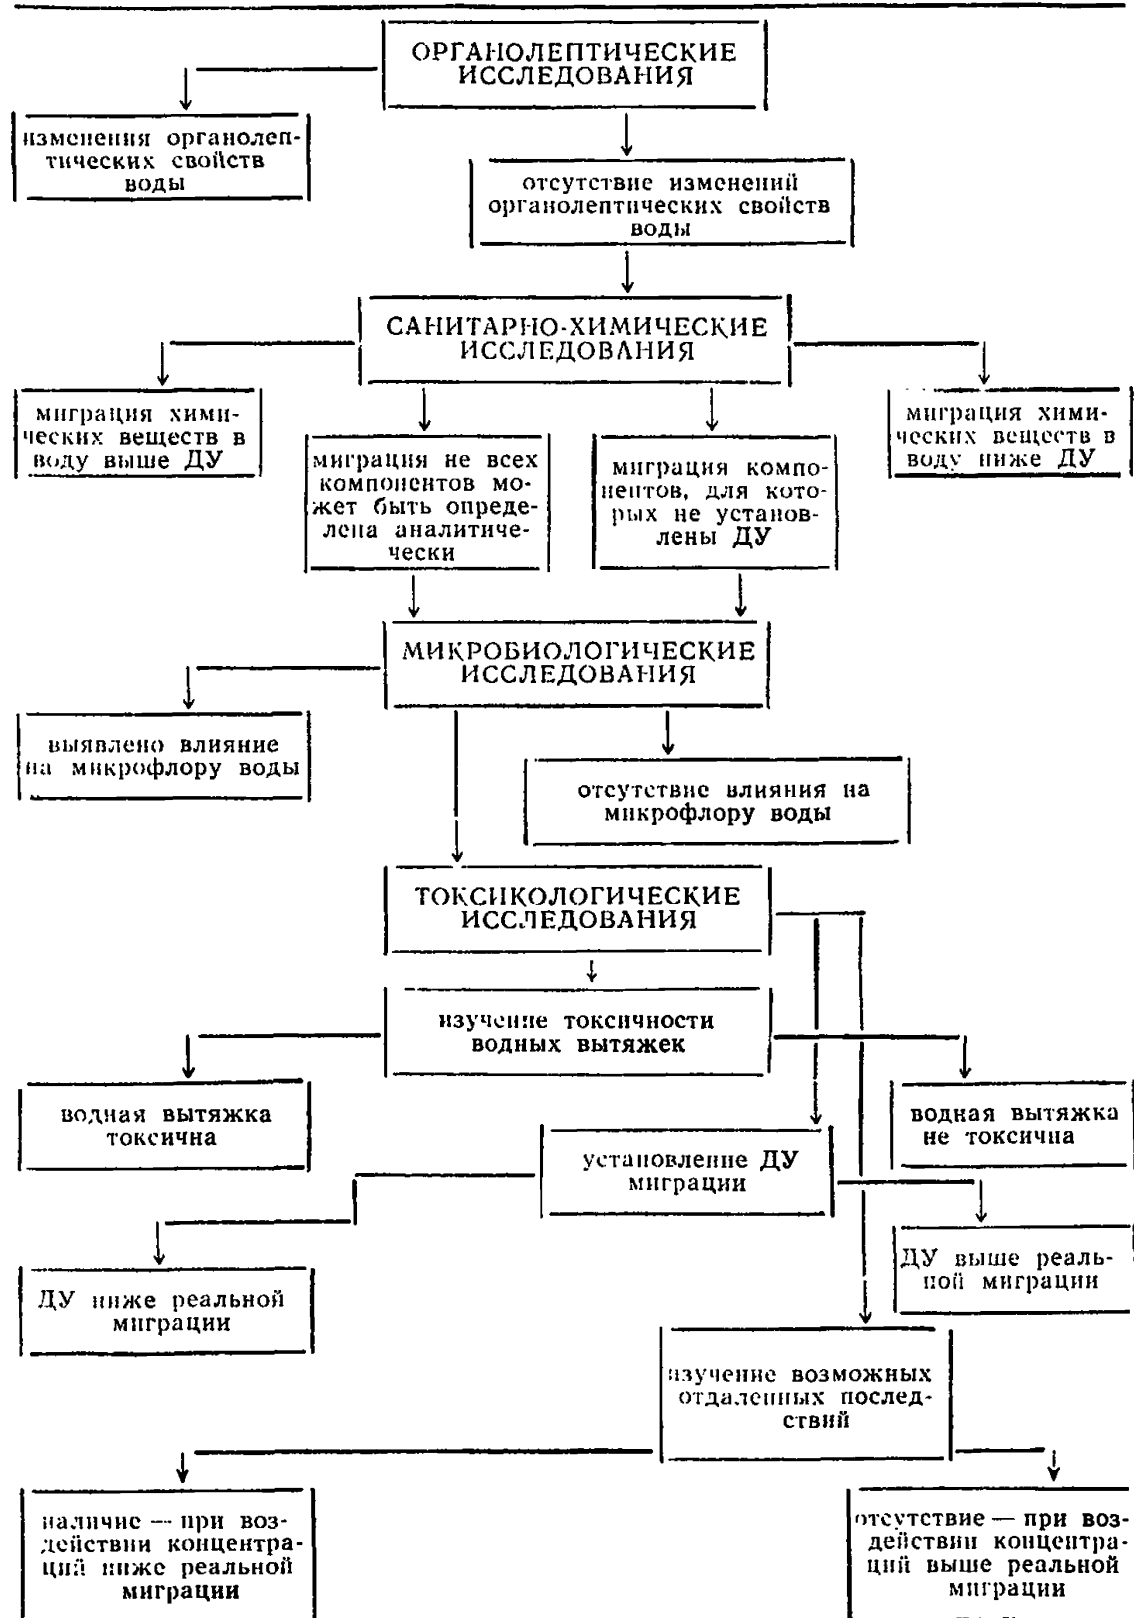 ОРГАНОЛЕПТИЧЕСКИЕ
ИССЛЕДОВАНИЯ
изменения органолеп-
тических свойств
воды
отсутствие изменений
органолептических свойств
воды
САНИТАРНО-ХИМИЧЕСКИЕ
ИССЛЕДОВАНИЯ
миграция хими-
ческих веществ в
воду выше ДУ
миграция не всех
компонентов мо-
жет быть опреде-
лена аналитиче-
чески
миграция компо-
нентов, для кото-
рых не установ-
лены ДУ
миграция хими-
ческих веществ в
воду ниже ДУ
МИКРОБИОЛОГИЧЕСКИЕ
ИССЛЕДОВАНИЯ
выявлено влияние
на микрофлору воды
отсутствие влияния на
микрофлору воды
ТОКСИКОЛОГИЧЕСКИЕ
ИССЛЕДОВАНИЯ
изучение токсичности
водных вытяжек
водная вытяжка
токсична
водная вытяжка
не токсична
установление ДУ
миграции
ДУ ниже реальной
миграции
ДУ выше реаль-
ной миграции
изучение возможных
отдаленных послед-
ствий
наличие — при воз-
действии концентра-
ций ниже реальной
миграции
отсутствие — при воз-
действии концентра-
ций выше реальной
миграции